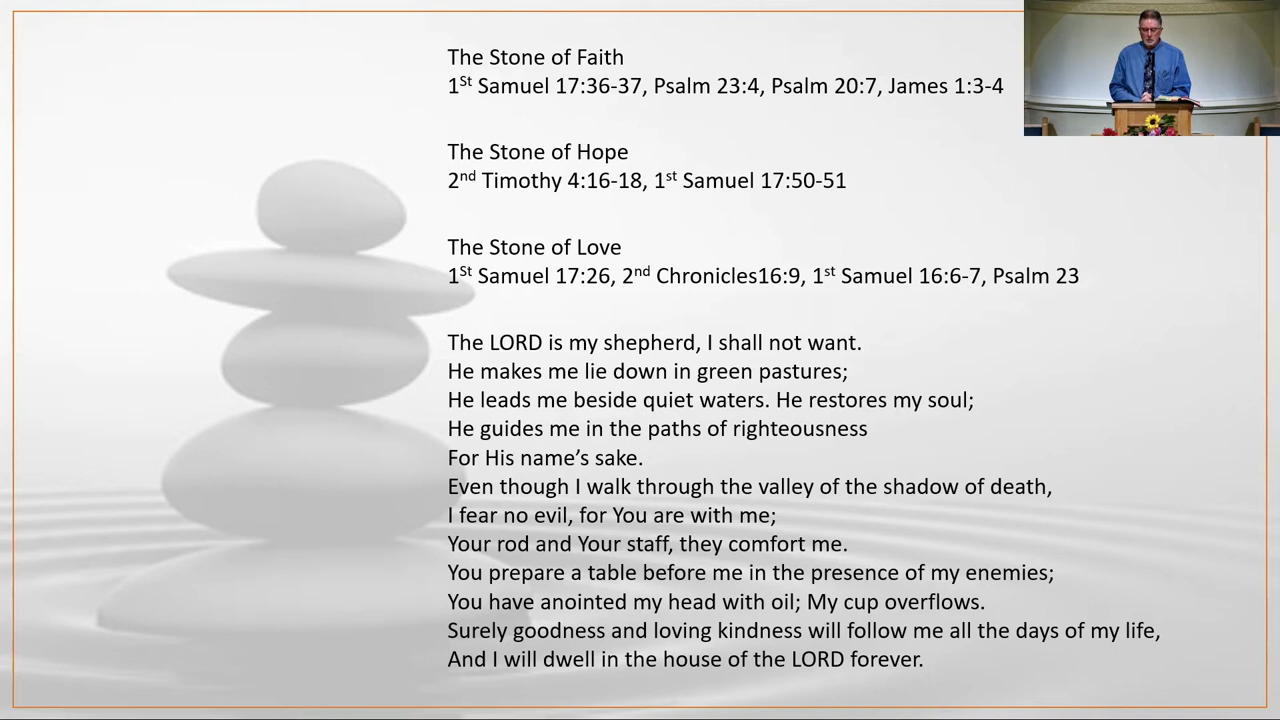 The Stone of Faith
1St Samuel 17:36-37, Psalm 23:4, Psalm 20:7, James 1:3-4
The Stone of Hope
2nd Timothy 4:16-18, 1st Samuel 17:50-51
The Stone of Love
1St Samuel 17:26, 2nd Chronicles16:9, 1st Samuel 16:6-7, Psalm 23
The LORD is my shepherd, I shall not want.
He makes me lie down in green pastures;
He leads me beside quiet waters. He restores my soul;
He guides me in the paths of righteousness
For His name’s sake.
Even though I walk through the valley of the shadow of death,
I fear no evil, for You are with me;
Your rod and Your staff, they comfort me.
You prepare a table before me in the presence of my enemies;
You have anointed my head with oil; My cup overflows.
Surely goodness and loving kindness will follow me all the days of my life,
And I will dwell in the house of the LORD forever.